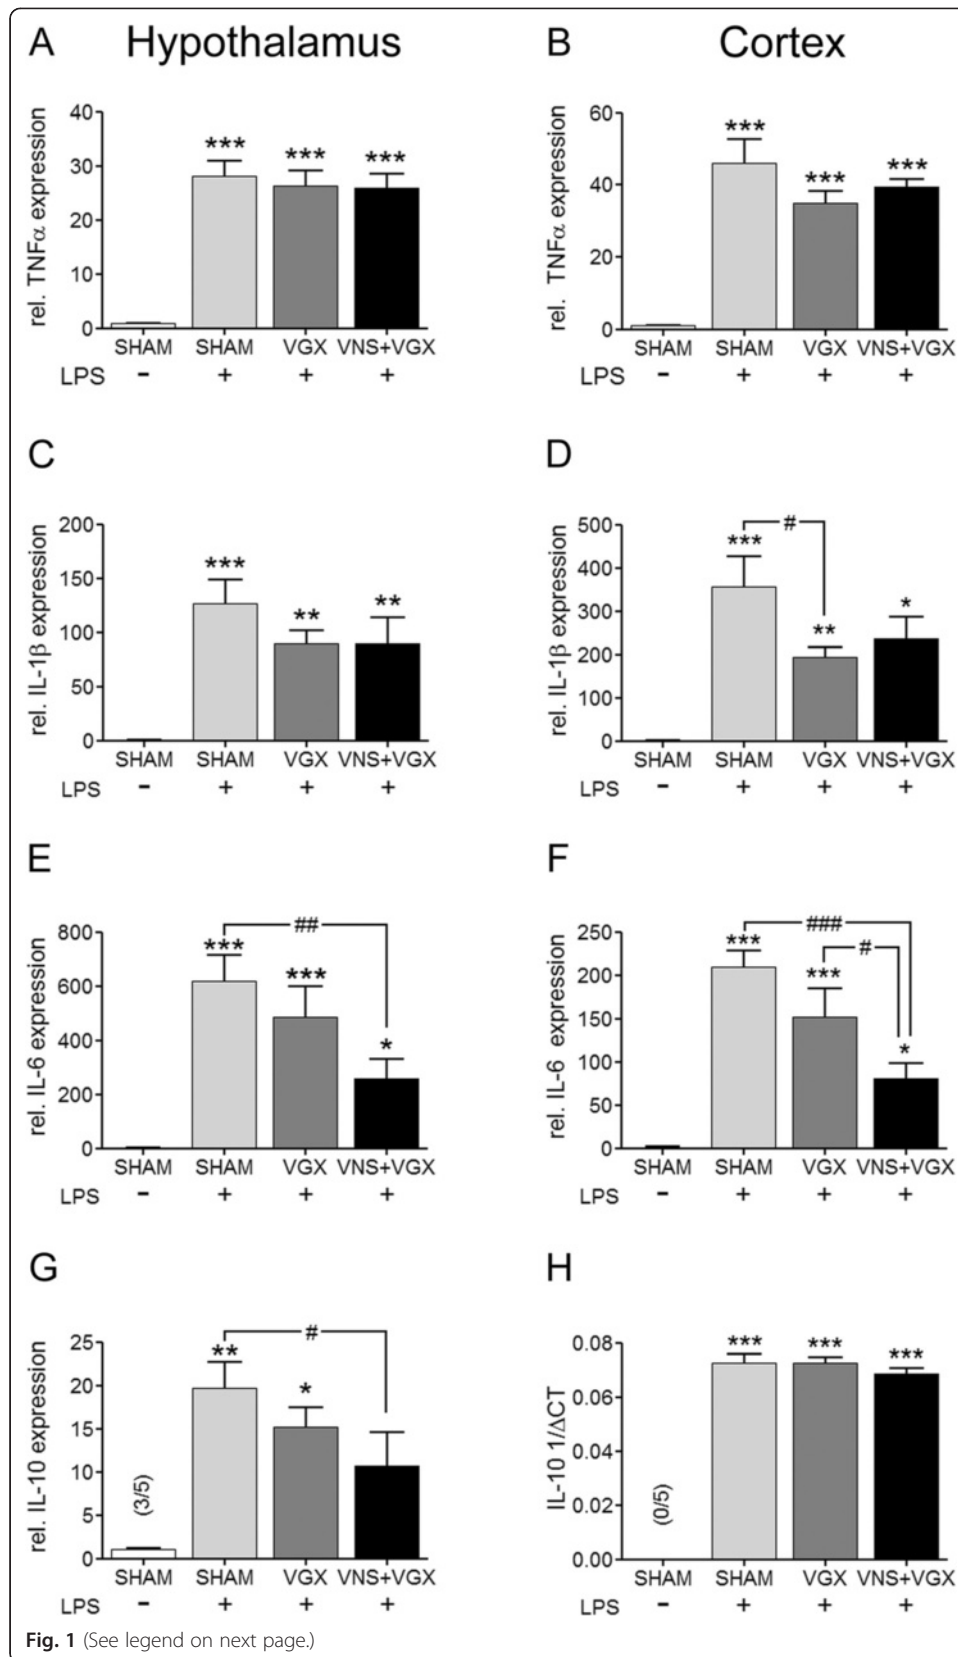 A Hypothalamus
B Cortex
rel. TNFα expression
40
30
20
10
0
*** *** ***
SHAM SHAM VGX VNS+VGX
LPS - + + +
rel. TNFα expression
60
40
20
0
*** *** ***
SHAM SHAM VGX VNS+VGX
LPS - + + +
C
rel. IL-1β expression
200
150
100
50
0
*** ** **
SHAM SHAM VGX VNS+VGX
LPS - + + +
D
rel. IL-1β expression
500
400
300
200
100
0
#
*** ** *
SHAM SHAM VGX VNS+VGX
LPS - + + +
E
rel. IL-6 expression
800
600
400
200
0
##
*** *** *
SHAM SHAM VGX VNS+VGX
LPS - + + +
F
rel. IL-6 expression
250
200
150
100
50
0
###
#
*** *** *
SHAM SHAM VGX VNS+VGX
LPS - + + +
G
rel. IL-10 expression
25
20
15
10
5
0
#
** *
(3/5)
SHAM SHAM VGX VNS+VGX
LPS - + + +
H
IL-10 1/ΔCT
0.08
0.06
0.04
0.02
0.00
*** *** ***
(0/5)
SHAM SHAM VGX VNS+VGX
LPS - + + +
Fig. 1 (See legend on next page.)